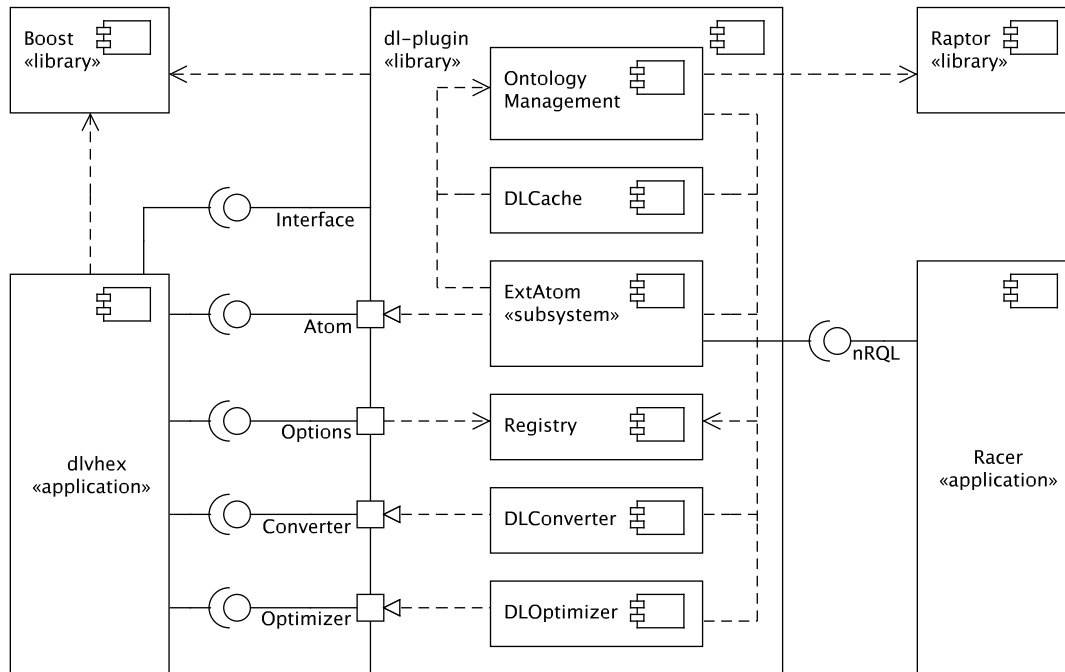 Boost
«library»
dl-plugin
«library»
Ontology
Management
Raptor
«library»
DLCache
Interface
ExtAtom
«subsystem»
Atom
nRQL
Options
Registry
dlvhex
«application»
Racer
«application»
Converter
DLConverter
Optimizer
DLOptimizer